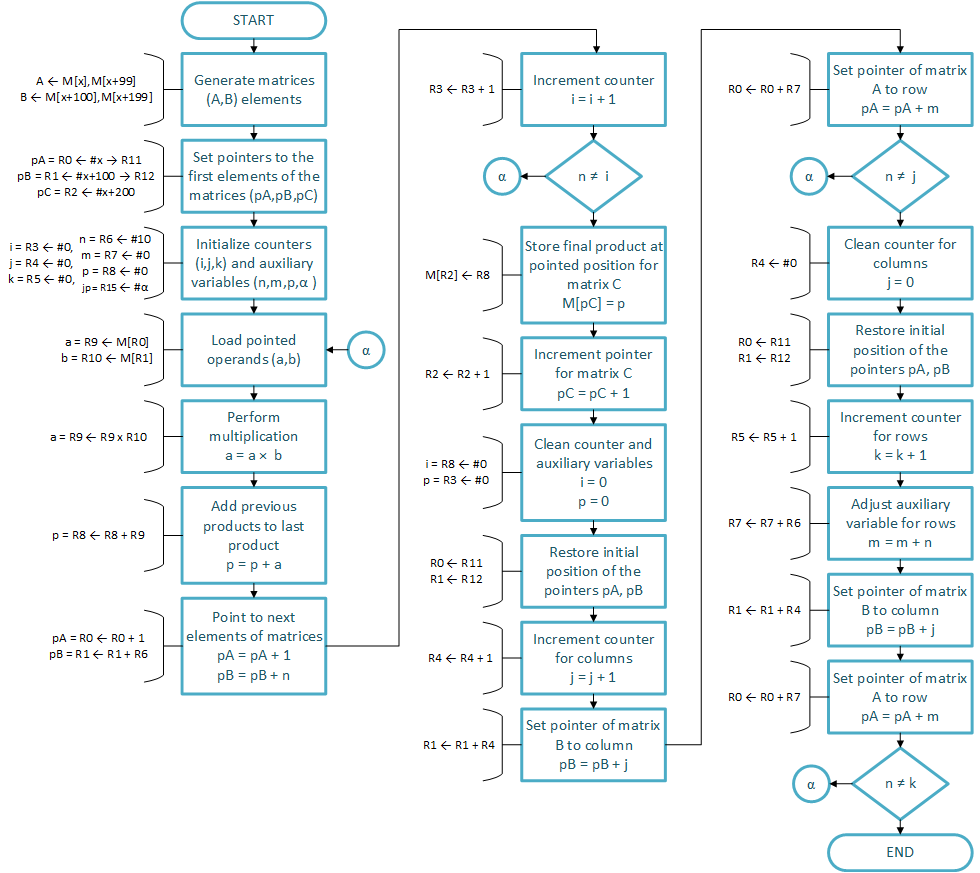 START
A ← M[x],M[x+99]
B ← M[x+100],M[x+199]
Generate matrices
(A,B) elements
pA = R0 ← #x → R11
pB = R1 ← #x+100 → R12
pC = R2 ← #x+200
Set pointers to the
first elements of the
matrices (pA,pB,pC)
i = R3 ← #0,
j = R4 ← #0,
k = R5 ← #0,
n = R6 ← #10
m = R7 ← #0
p = R8 ← #0
jp = R15 ← #α
Initialize counters
(i,j,k) and auxiliary
variables (n,m,p,α )
a = R9 ← M[R0]
b = R10 ← M[R1]
Load pointed
operands (a,b)
α
a = R9 ← R9 x R10
Perform
multiplication
a = a × b
p = R8 ← R8 + R9
Add previous
products to last
product
p = p + a
pA = R0 ← R0 + 1
pB = R1 ← R1 + R6
Point to next
elements of matrices
pA = pA + 1
pB = pB + n
R3 ← R3 + 1
Increment counter
i = i + 1
n ≠ i
α
M[R2] ← R8
Store final product at
pointed position for
matrix C
M[pC] = p
R2 ← R2 + 1
Increment pointer
for matrix C
pC = pC + 1
i = R8 ← #0
p = R3 ← #0
Clean counter and
auxiliary variables
i = 0
p = 0
R0 ← R11
R1 ← R12
Restore initial
position of the
pointers pA, pB
R4 ← R4 + 1
Increment counter
for columns
j = j + 1
R1 ← R1 + R4
Set pointer of matrix
B to column
pB = pB + j
R0 ← R0 + R7
Set pointer of matrix
A to row
pA = pA + m
n ≠ j
α
R4 ← #0
Clean counter for
columns
j = 0
R0 ← R11
R1 ← R12
Restore initial
position of the
pointers pA, pB
R5 ← R5 + 1
Increment counter
for rows
k = k + 1
R7 ← R7 + R6
Adjust auxiliary
variable for rows
m = m + n
R1 ← R1 + R4
Set pointer of matrix
B to column
pB = pB + j
R0 ← R0 + R7
Set pointer of matrix
A to row
pA = pA + m
n ≠ k
α
END